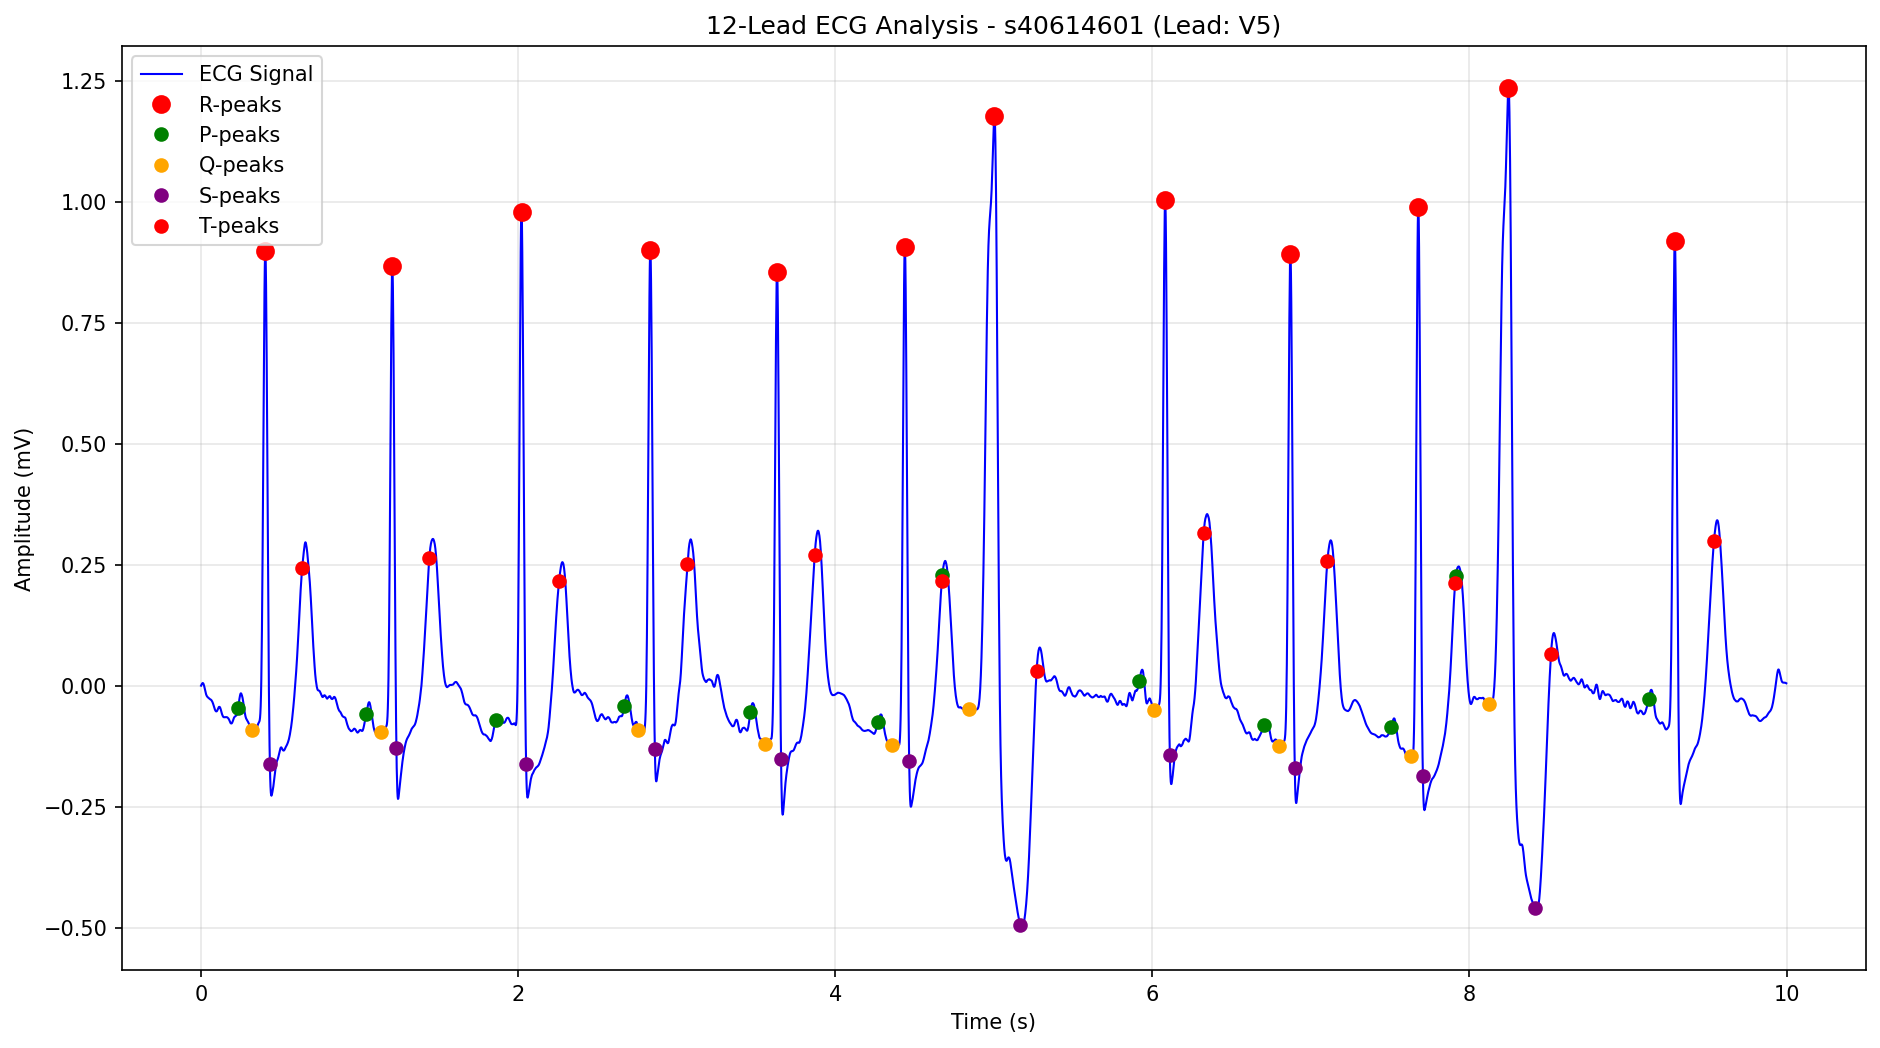 12-Lead ECG Analysis - s40614601 (Lead: V5)
ECG Signal
R-peaks
P-peaks
Q-peaks
S-peaks
T-peaks
1.25
1.00
0.75
0.50
0.25
0.00
−0.25
−0.50
Amplitude (mV)
0 2 4 6 8 10
Time (s)